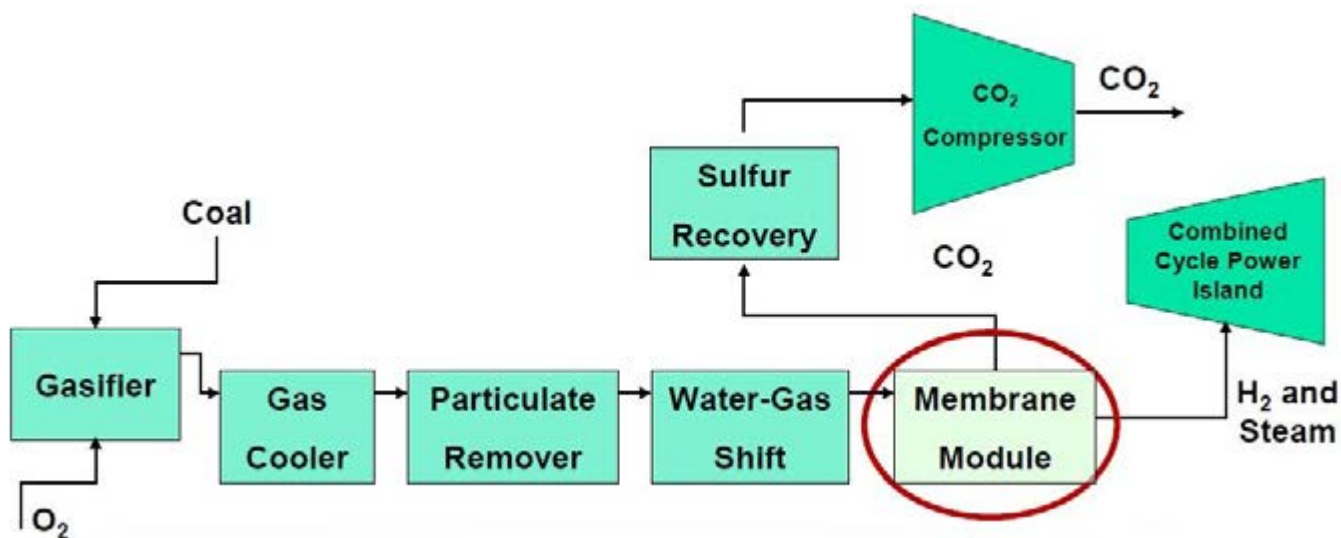 Coal
Gasifier
O₂
Gas
Cooler
Particulate
Remover
Water-Gas
Shift
Membrane
Module
CO₂
Sulfur
Recovery
CO₂
Compressor
CO₂
H₂ and
Steam
Combined
Cycle Power
Island